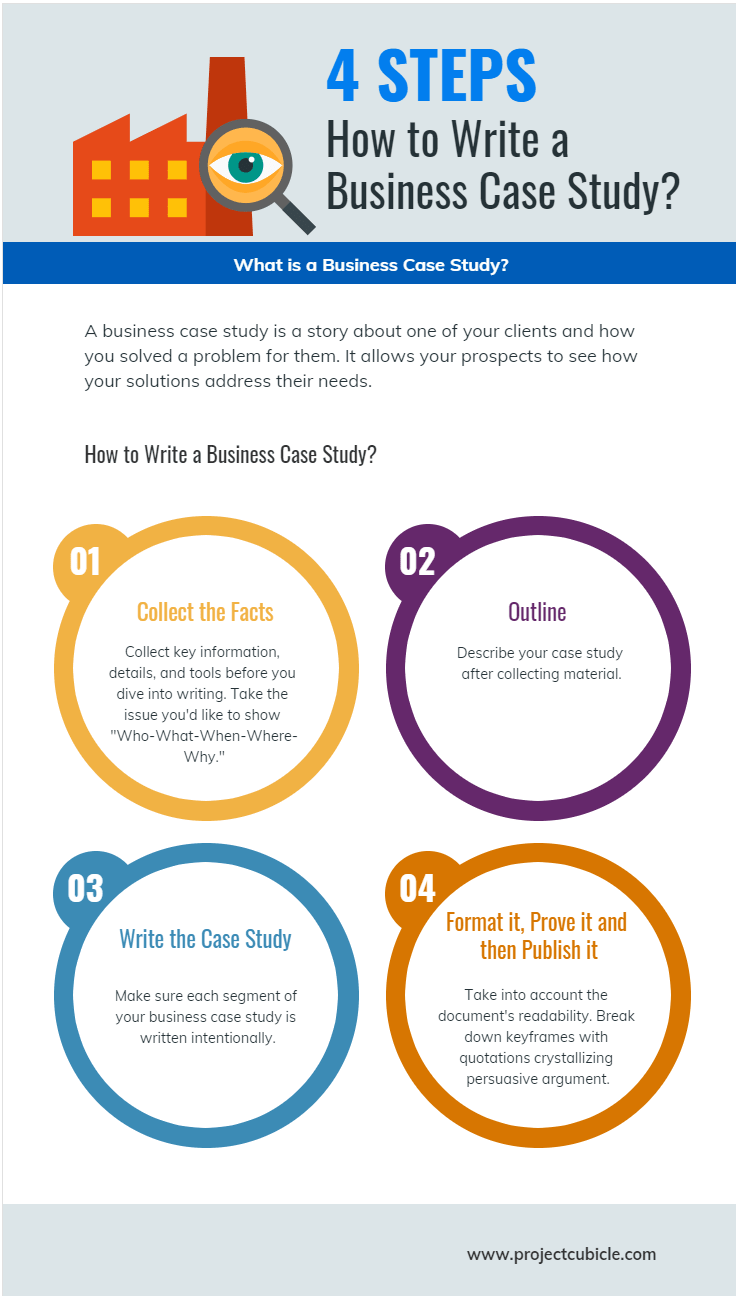 4 STEPS
How to Write a
Business Case Study?
What is a Business Case Study?
A business case study is a story about one of your clients and how
you solved a problem for them. It allows your prospects to see how
your solutions address their needs.
How to Write a Business Case Study?
01
Collect the Facts
Collect key information,
details, and tools before you
dive into writing. Take the
issue you'd like to show
"Who-What-When-Where-
Why."
02
Outline
Describe your case study
after collecting material.
03
Write the Case Study
Make sure each segment of
your business case study is
written intentionally.
04
Format it, Prove it and
then Publish it
Take into account the
document's readability. Break
down keyframes with
quotations crystallizing
persuasive argument.
www.projectcubicle.com